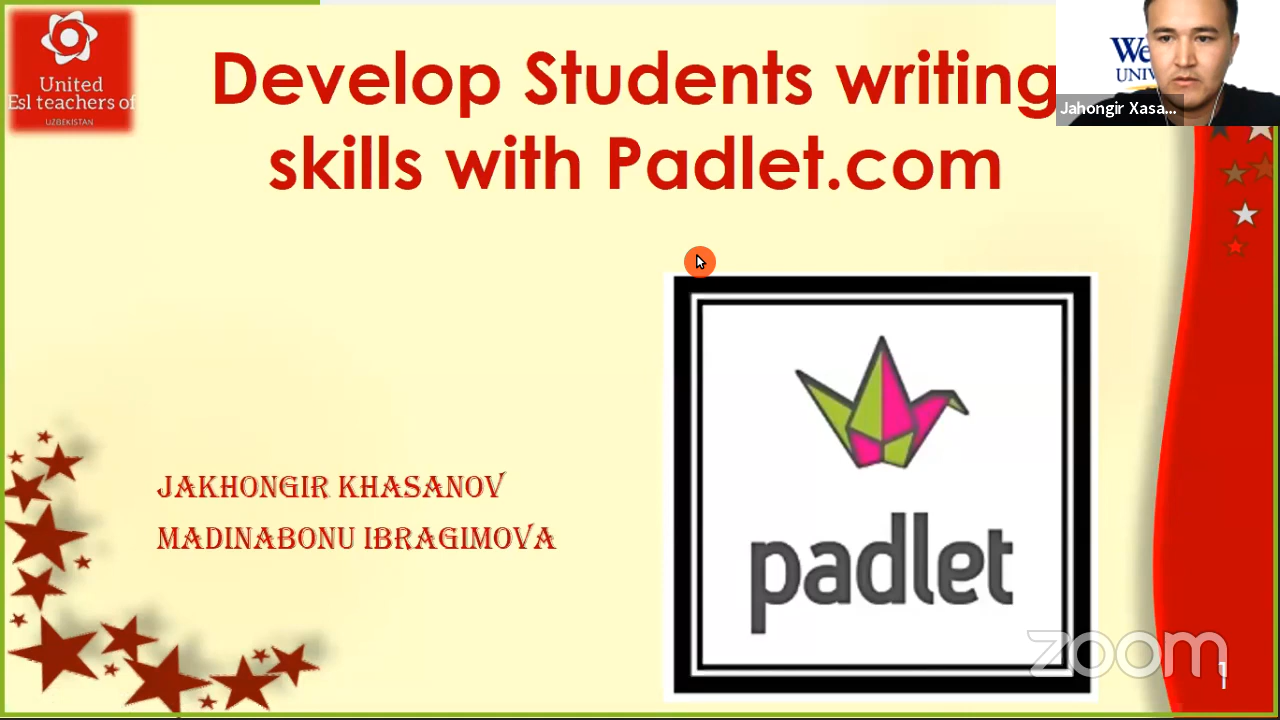 United
Esl teachers of
UZBEKISTAN
Develop Students writing
skills with Padlet.com
Jahongir Xasa...
JAKHONGIR KHASANOV
MADINABONU IBRAGIMOVA
padlet
zoom
1